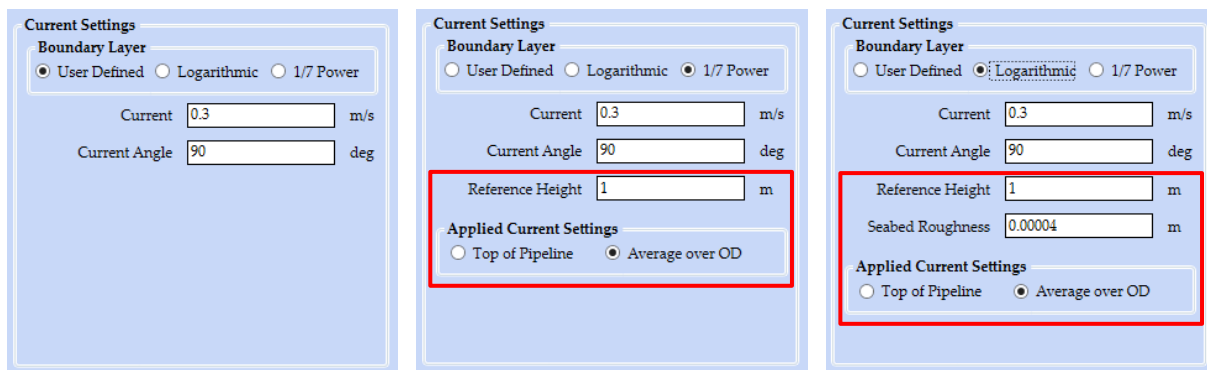 Current Settings
Boundary Layer
User Defined Logarithmic 1/7 Power
Current 0.3 m/s
Current Angle 90 deg
Current Settings
Boundary Layer
User Defined Logarithmic 1/7 Power
Current 0.3 m/s
Current Angle 90 deg
Reference Height 1 m
Applied Current Settings
Top of Pipeline Average over OD
Current Settings
Boundary Layer
User Defined Logarithmic 1/7 Power
Current 0.3 m/s
Current Angle 90 deg
Reference Height 1 m
Seabed Roughness 0.00004 m
Applied Current Settings
Top of Pipeline Average over OD